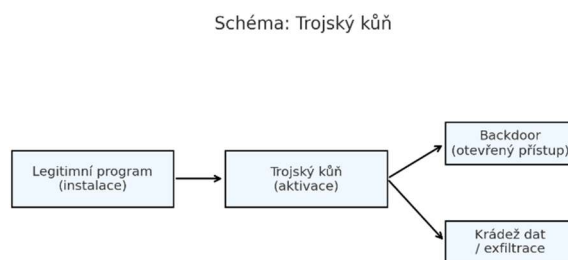 Schéma: Trojský kůň
Legitimní program
(instalace)
Trojský kůň
(aktivace)
Backdoor
(otevřený přístup)
Krádež dat
/ exfiltrace